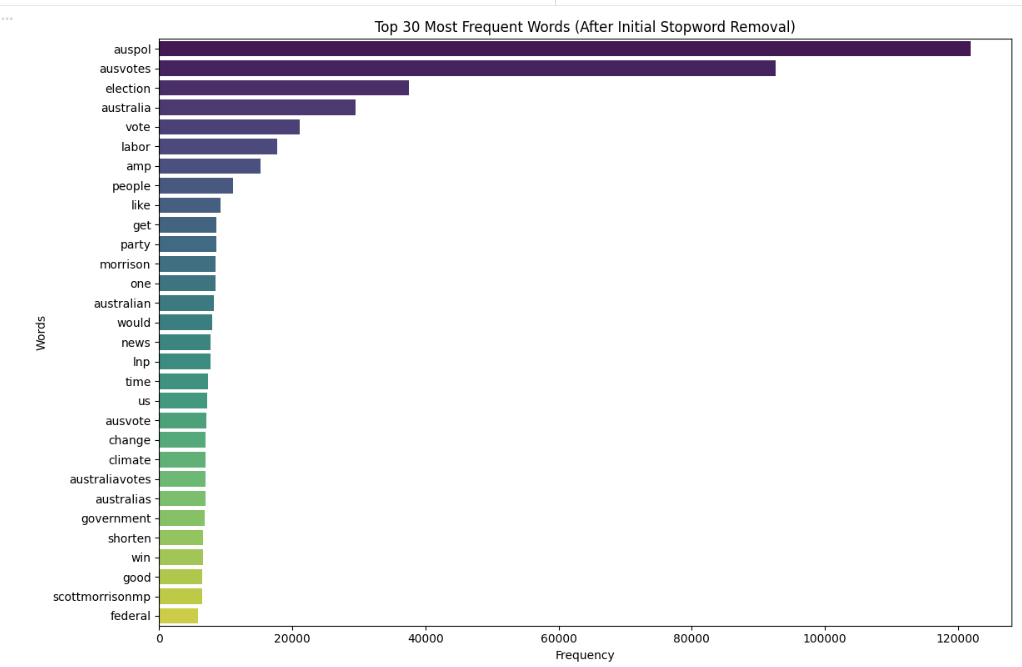 Top 30 Most Frequent Words (After Initial Stopword Removal)
auspol
ausvotes
election
australia
vote
labor
amp
people
like
get
party
morrison
one
australian
would
news
lnp
time
us
ausvote
change
climate
australiavotes
australias
government
shorten
win
good
scottmorrisonmp
federal
Words
0 20000 40000 60000 80000 100000 120000
Frequency